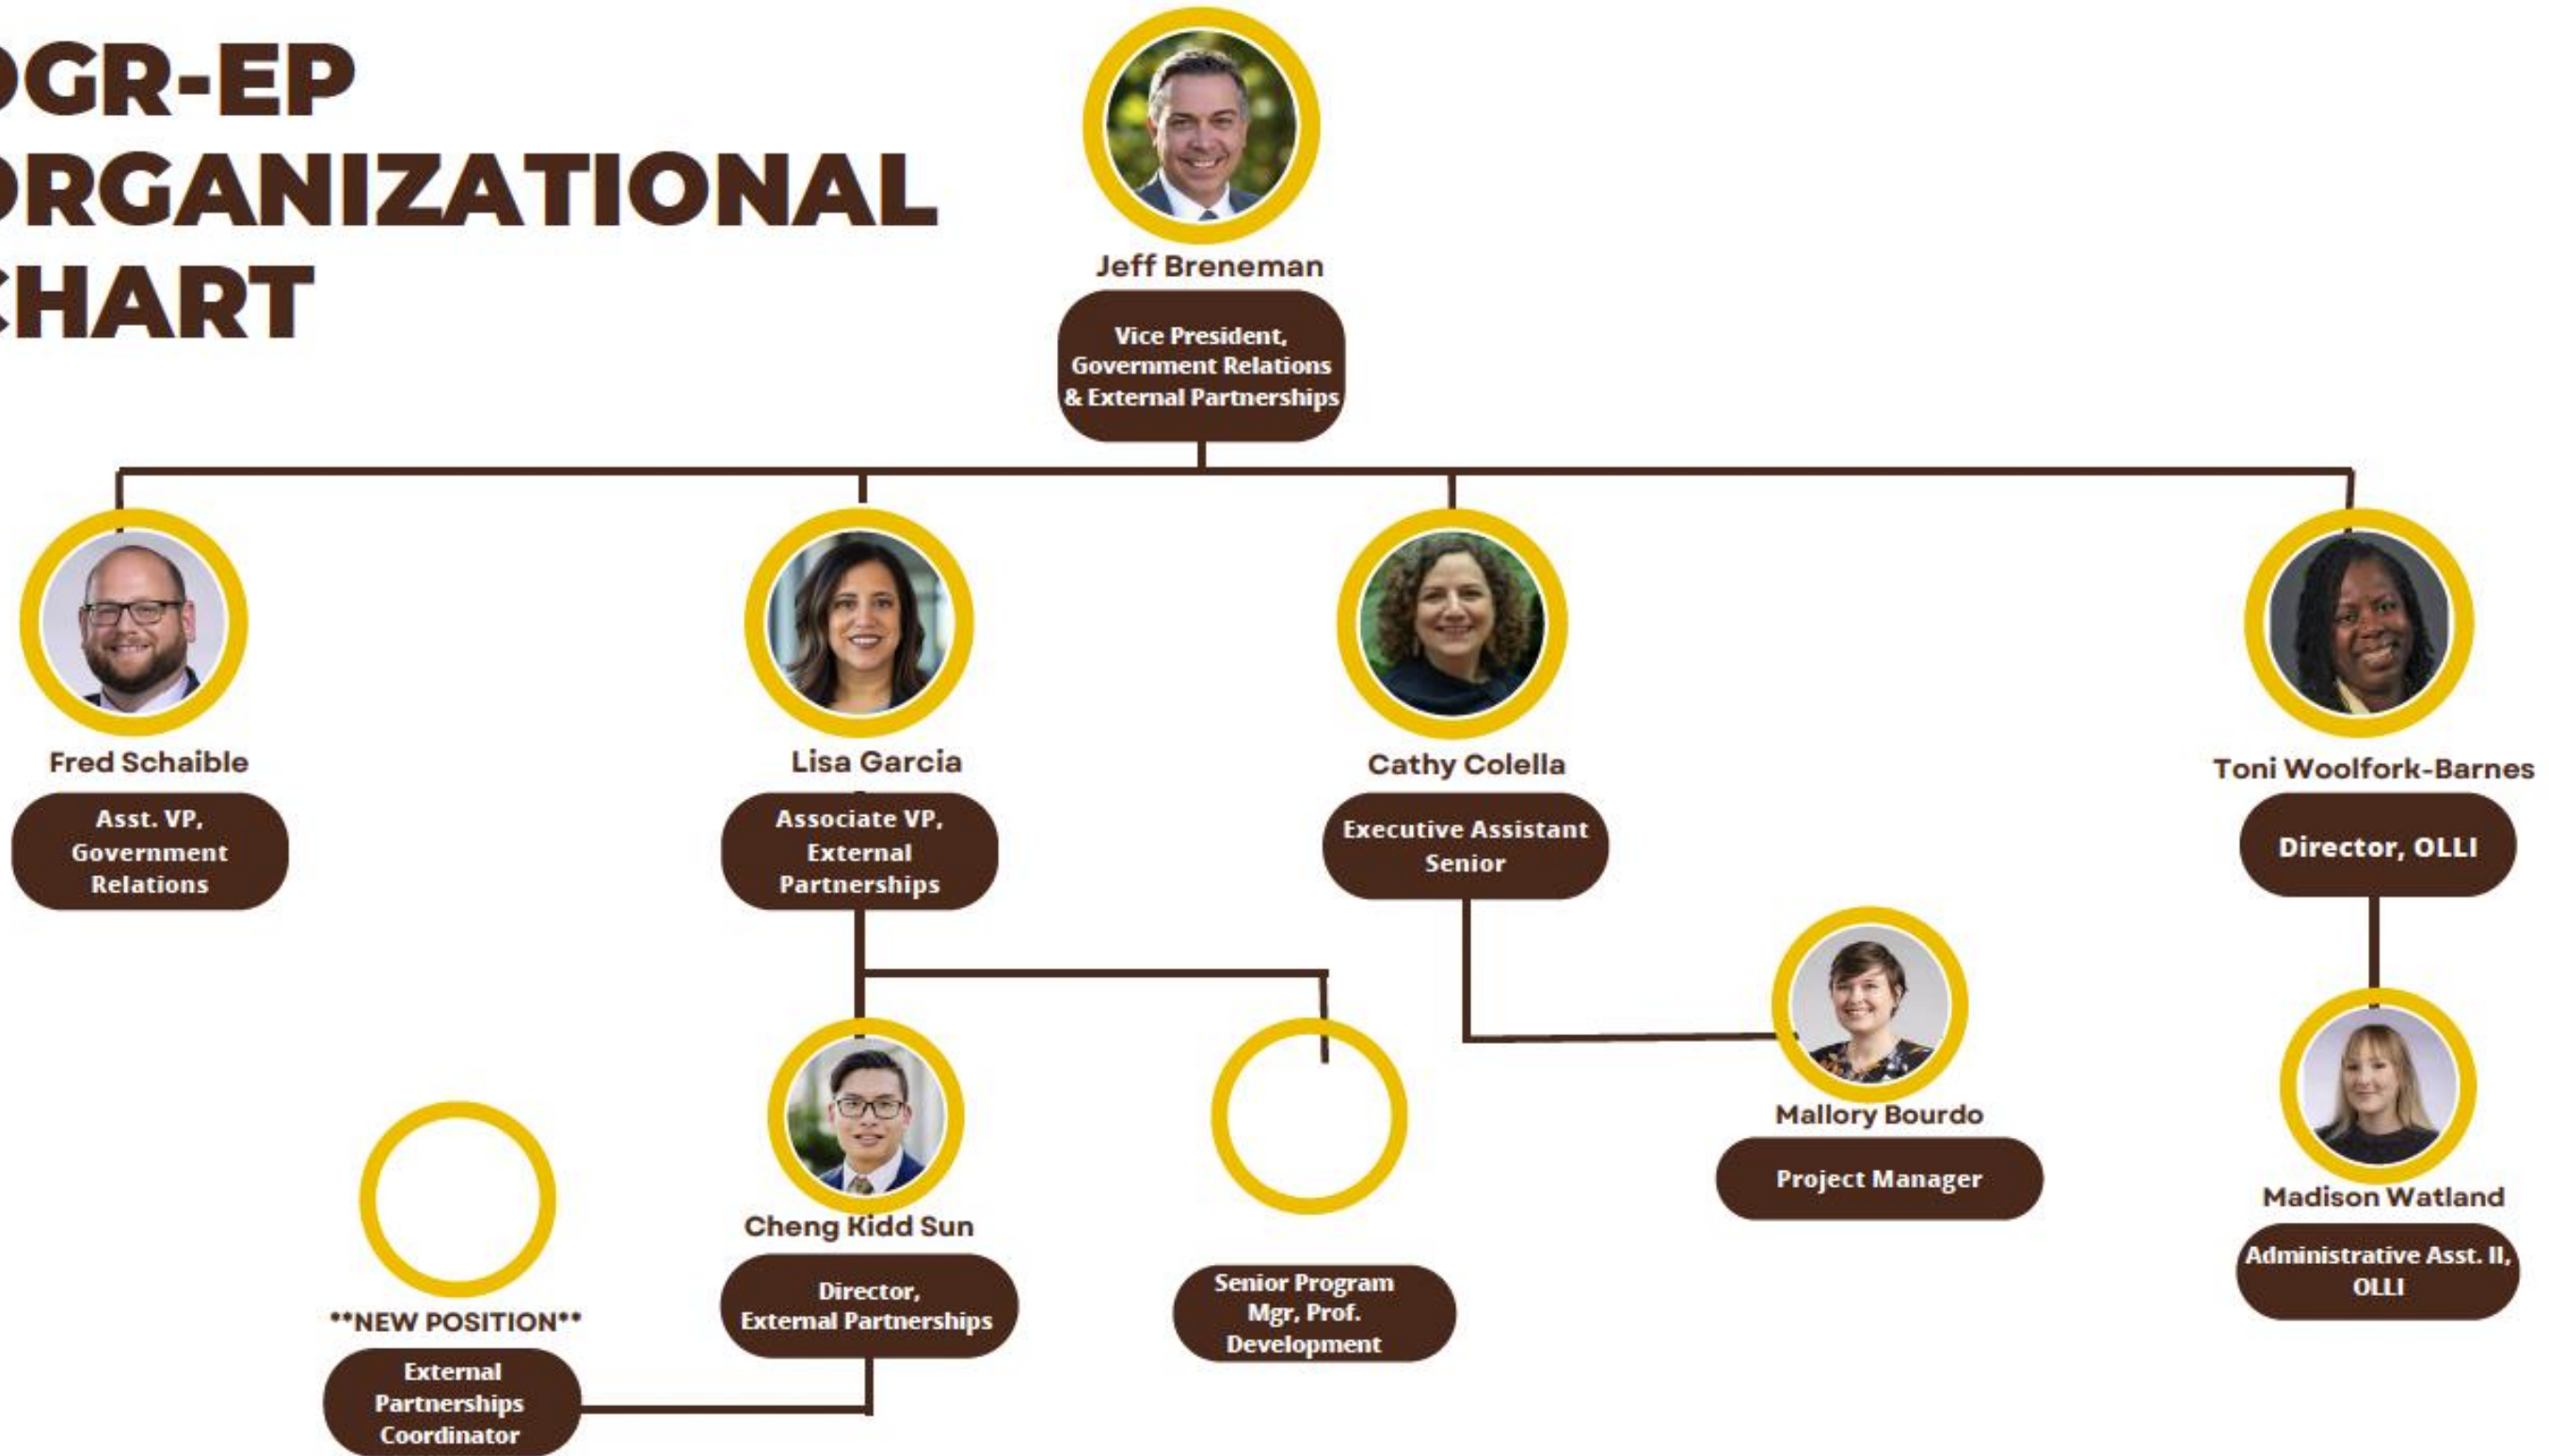 OGR-EP
ORGANIZATIONAL
CHART
Jeff Breneman
Vice President,
Government Relations
& External Partnerships
Fred Schaible
Asst. VP,
Government
Relations
Lisa Garcia
Associate VP,
External
Partnerships
Cathy Colella
Executive Assistant
Senior
Toni Woolfork-Barnes
Director, OLLI
Cheng Kidd Sun
Director,
External Partnerships
**NEW POSITION**
External
Partnerships
Coordinator
Senior Program
Mgr, Prof.
Development
Mallory Bourdo
Project Manager
Madison Watland
Administrative Asst. II,
OLLI